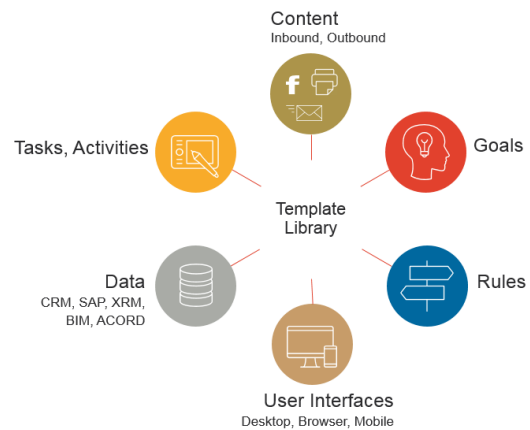 Content
Inbound, Outbound
f
Tasks, Activities
Goals
Template
Library
Data
CRM, SAP, XRM,
BIM, ACORD
Rules
User Interfaces
Desktop, Browser, Mobile